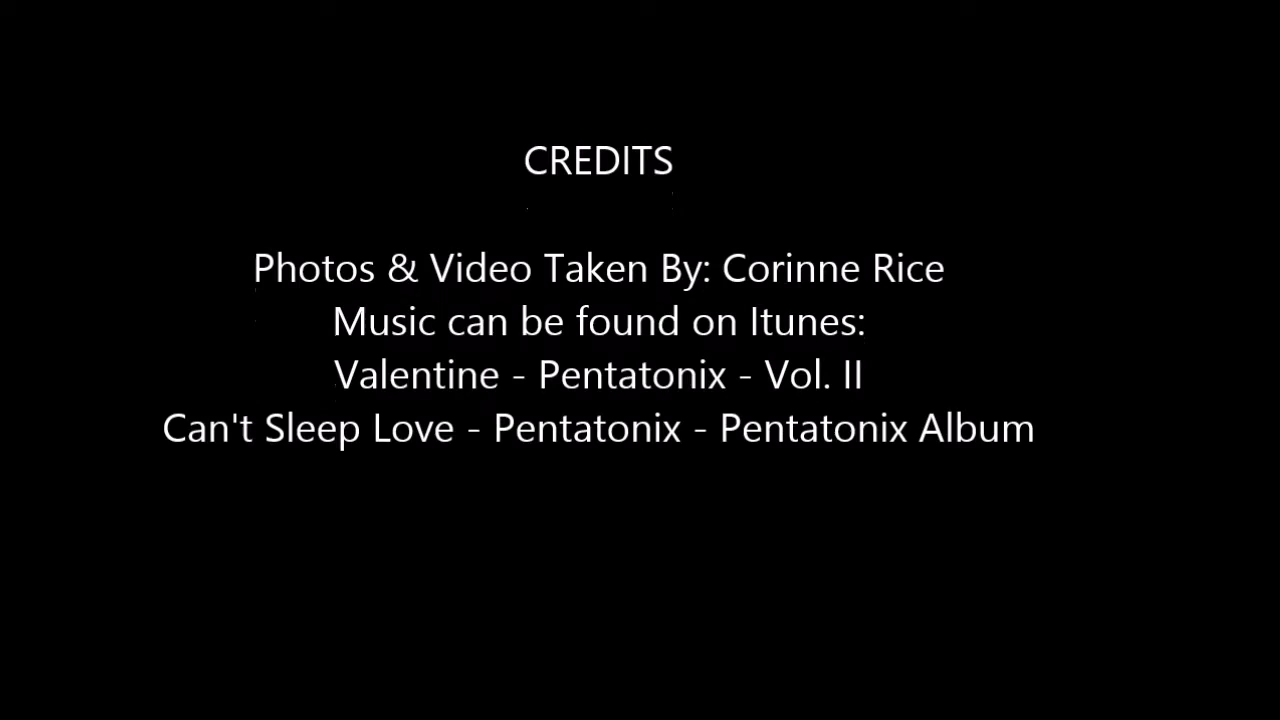 CREDITS
Photos & Video Taken By: Corinne Rice
Music can be found on Itunes:
Valentine - Pentatonix - Vol. II
Can't Sleep Love - Pentatonix - Pentatonix Album